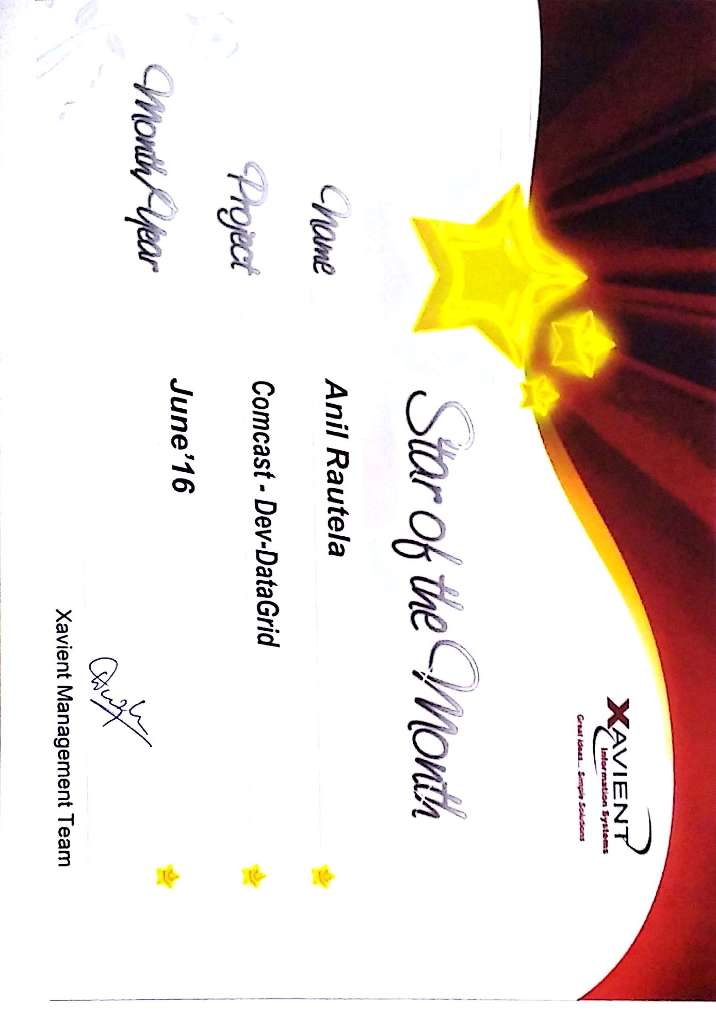 XAVIENT
Information Systems
Great Ideas... Simple Solutions
Star of the Month
Name Anil Rautela
Project Comcast - Dev-DataGrid
Month/Year June'16
Xavient Management Team